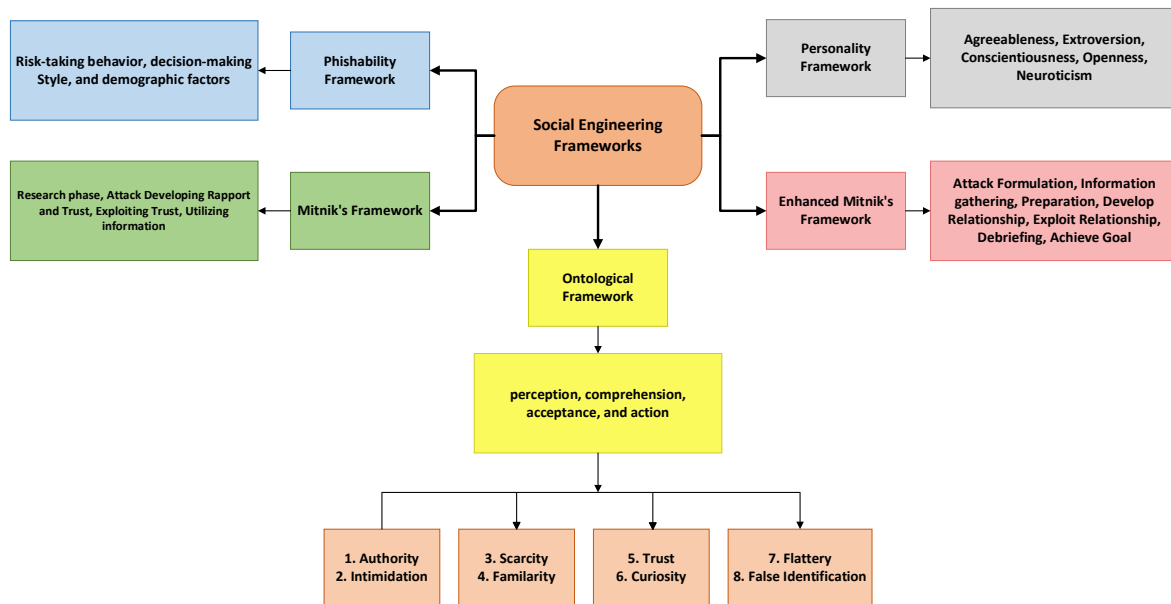 Risk-taking behavior, decision-making
Style, and demographic factors
Phishability
Framework
Social Engineering
Frameworks
Personality
Framework
Agreeableness, Extroversion,
Conscientiousness, Openness,
Neuroticism
Research phase, Attack Developing Rapport
and Trust, Exploiting Trust, Utilizing
information
Mitnik's Framework
Enhanced Mitnik's
Framework
Attack Formulation, Information
gathering, Preparation, Develop
Relationship, Exploit Relationship,
Debriefing, Achieve Goal
Ontological
Framework
perception, comprehension,
acceptance, and action
1. Authority
2. Intimidation
3. Scarcity
4. Familarity
5. Trust
6. Curiosity
7. Flattery
8. False Identification